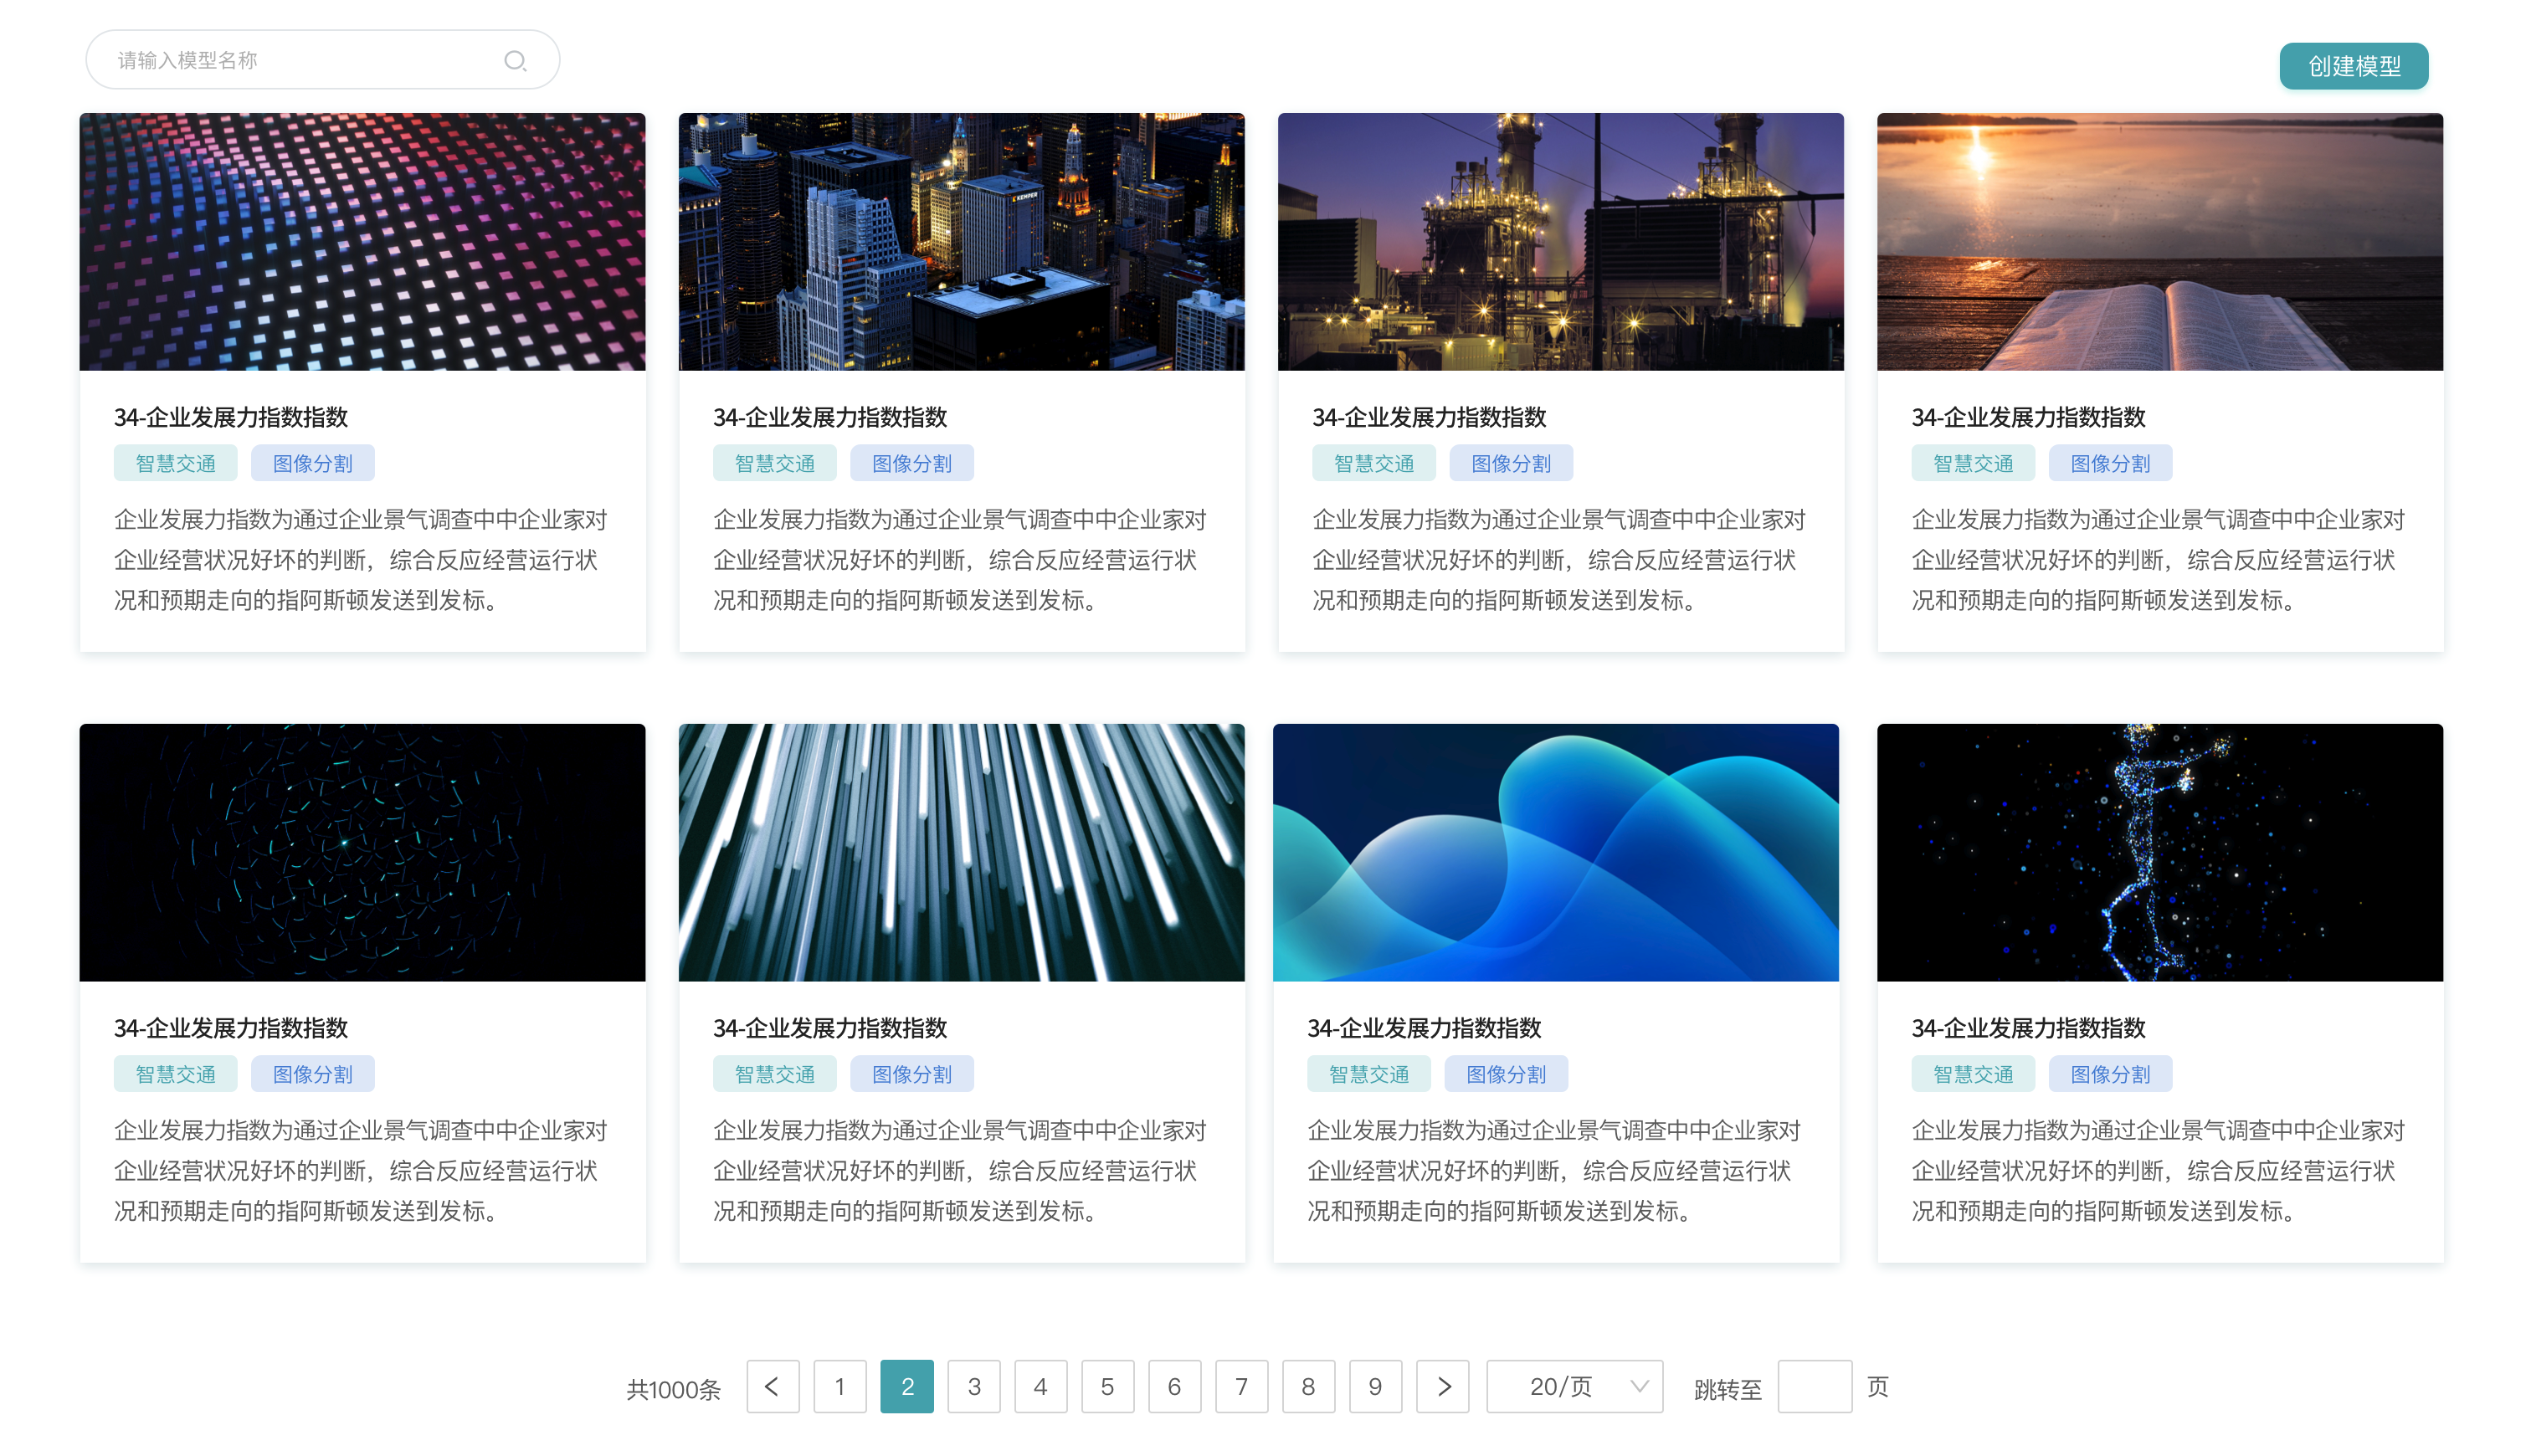 请输入模型名称
创建模型
KEMPER
34-企业发展力指数指数
智慧交通 图像分割
企业发展力指数为通过企业景气调查中中企业家对
企业经营状况好坏的判断，综合反应经营运行状
况和预期走向的指阿斯顿发送到发标。
34-企业发展力指数指数
智慧交通 图像分割
企业发展力指数为通过企业景气调查中中企业家对
企业经营状况好坏的判断，综合反应经营运行状
况和预期走向的指阿斯顿发送到发标。
34-企业发展力指数指数
智慧交通 图像分割
企业发展力指数为通过企业景气调查中中企业家对
企业经营状况好坏的判断，综合反应经营运行状
况和预期走向的指阿斯顿发送到发标。
34-企业发展力指数指数
智慧交通 图像分割
企业发展力指数为通过企业景气调查中中企业家对
企业经营状况好坏的判断，综合反应经营运行状
况和预期走向的指阿斯顿发送到发标。
34-企业发展力指数指数
智慧交通 图像分割
企业发展力指数为通过企业景气调查中中企业家对
企业经营状况好坏的判断，综合反应经营运行状
况和预期走向的指阿斯顿发送到发标。
34-企业发展力指数指数
智慧交通 图像分割
企业发展力指数为通过企业景气调查中中企业家对
企业经营状况好坏的判断，综合反应经营运行状
况和预期走向的指阿斯顿发送到发标。
34-企业发展力指数指数
智慧交通 图像分割
企业发展力指数为通过企业景气调查中中企业家对
企业经营状况好坏的判断，综合反应经营运行状
况和预期走向的指阿斯顿发送到发标。
34-企业发展力指数指数
智慧交通 图像分割
企业发展力指数为通过企业景气调查中中企业家对
企业经营状况好坏的判断，综合反应经营运行状
况和预期走向的指阿斯顿发送到发标。
共1000条 1 2 3 4 5 6 7 8 9 20/页 跳转至 页